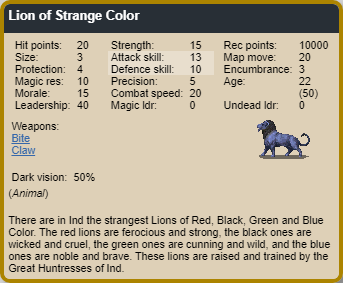 Lion of Strange Color
Hit points: 20 Strength: 15 Rec points: 10000
Size: 3 Attack skill: 13 Map move: 20
Protection: 4 Defence skill: 10 Encumbrance: 3
Magic res: 10 Precision: 5 Age: 22
Morale: 15 Combat speed: 20 (50)
Leadership: 40 Magic ldr: 0 Undead ldr: 0
Weapons:
Bite
Claw
Dark vision: 50%
(Animal)
There are in Ind the strangest Lions of Red, Black, Green and Blue
Color. The red lions are ferocious and strong, the black ones are
wicked and cruel, the green ones are cunning and wild, and the blue
ones are noble and brave. These lions are raised and trained by the
Great Huntresses of Ind.